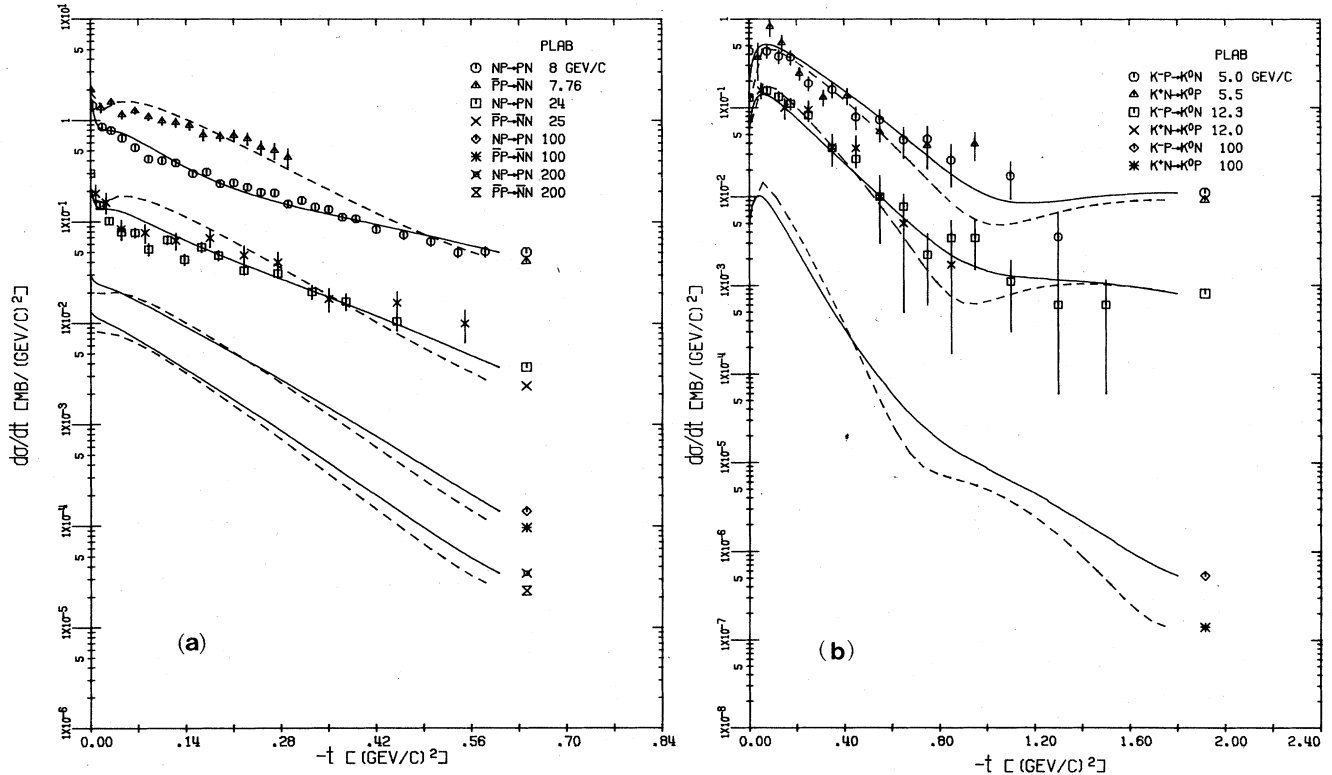 PLAB
NP→PN 8 GEV/C
P̄P→N̄N 7.76
NP→PN 24
P̄P→N̄N 25
NP→PN 100
P̄P→N̄N 100
NP→PN 200
P̄P→N̄N 200
dσ/dt [MB/(GEV/C)²]
1X10¹
5
1
5
1X10⁻¹
5
1X10⁻²
5
1X10⁻³
5
1X10⁻⁴
5
1X10⁻⁵
5
1X10⁻⁶
(a)
0.00 .14 .28 .42 .56 .70 .84
-t [(GEV/C)²]
PLAB
K⁻P→K̄⁰N 5.0 GEV/C
K⁺N→K⁰P 5.5
K⁻P→K̄⁰N 12.3
K⁺N→K⁰P 12.0
K⁻P→K̄⁰N 100
K⁺N→K⁰P 100
dσ/dt [MB/(GEV/C)²]
1
5
1X10⁻¹
5
1X10⁻²
5
1X10⁻³
5
1X10⁻⁴
5
1X10⁻⁵
5
1X10⁻⁶
5
1X10⁻⁷
5
1X10⁻⁸
(b)
0.00 .40 .80 1.20 1.60 2.00 2.40
-t [(GEV/C)²]